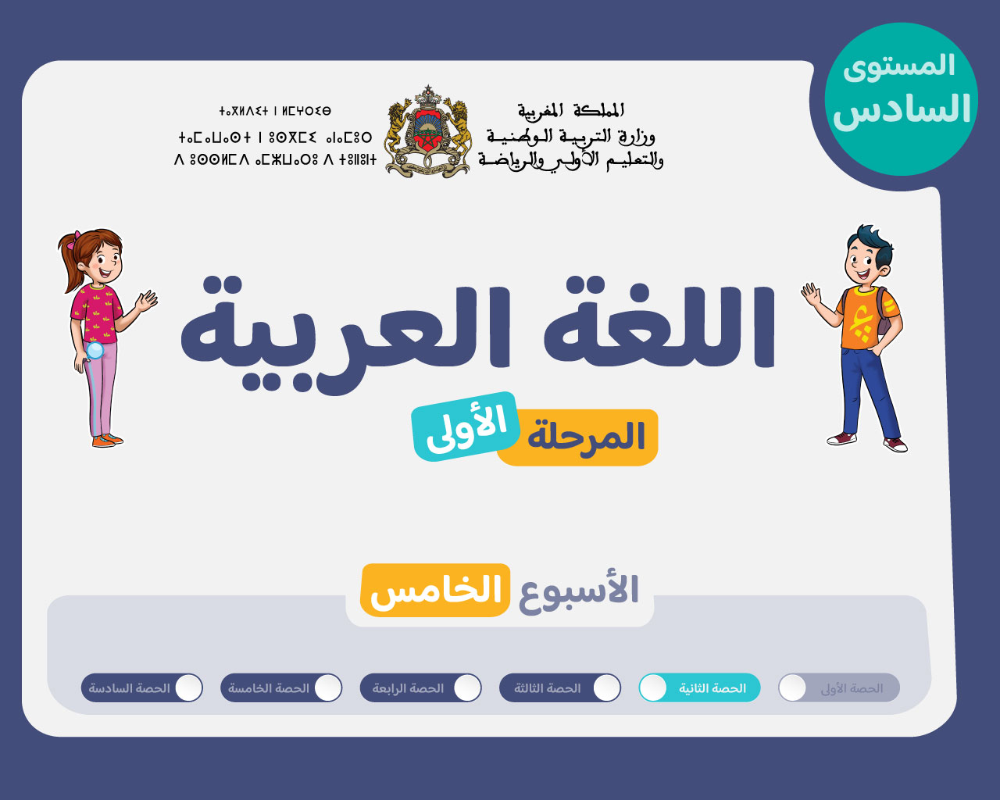 المستوى
السادس
المملكة المغربية
وزارة التربية الوطنية
والتعليم الأولي والرياضة
ⵜⴰⴳⵍⴷⵉⵜ ⵏ ⵍⵎⵖⵔⵉⴱ
ⵜⴰⵎⴰⵡⴰⵙⵜ ⵏ ⵓⵙⴳⵎⵉ ⴰⵏⴰⵎⵓⵔ
ⴷ ⵓⵙⵙⵍⵎⴷ ⴰⵎⵣⵡⴰⵔⵓ ⴷ ⵜⵓⵏⵏⵓⵏⵜ
اللغة العربية
المرحلة الأولى
الأسبوع الخامس
الحصة الأولى
الحصة الثانية
الحصة الثالثة
الحصة الرابعة
الحصة الخامسة
الحصة السادسة